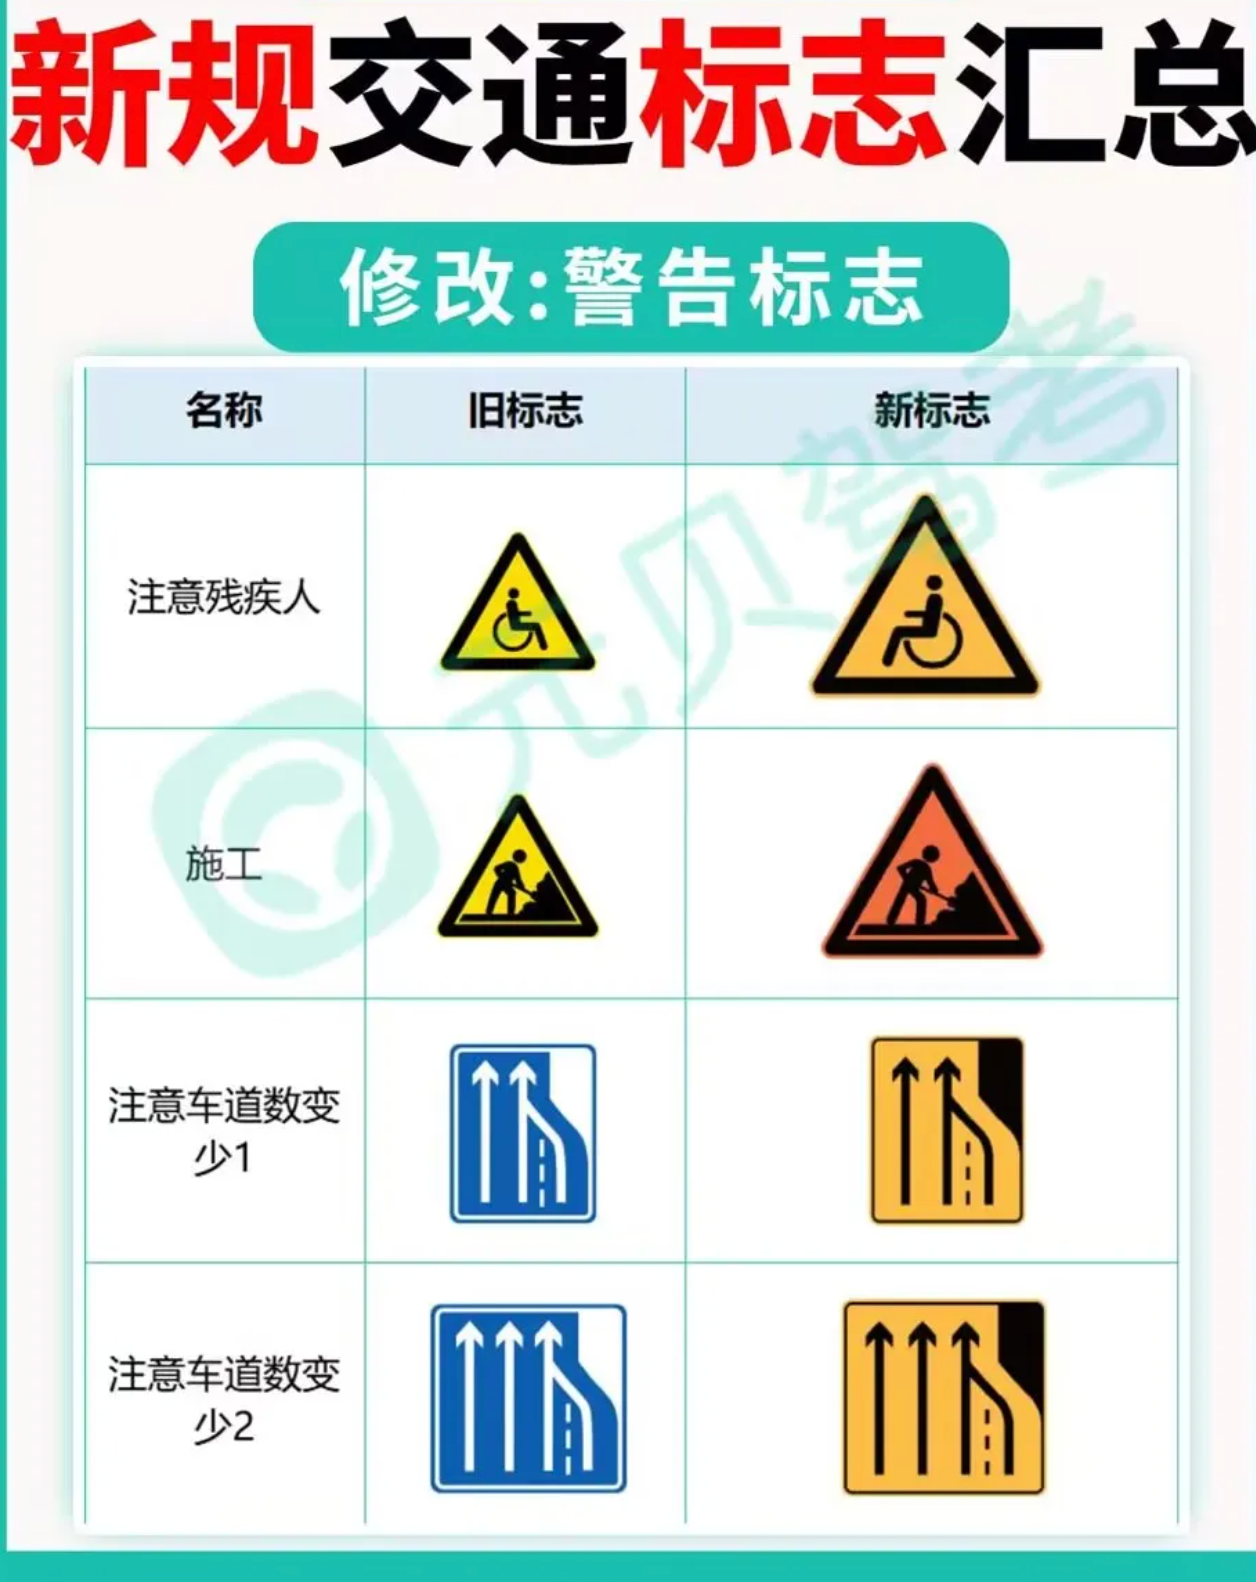 新规交通标志汇总
修改:警告标志
名称 旧标志 新标志
注意残疾人
施工
注意车道数变
少1
注意车道数变
少2
元贝驾考